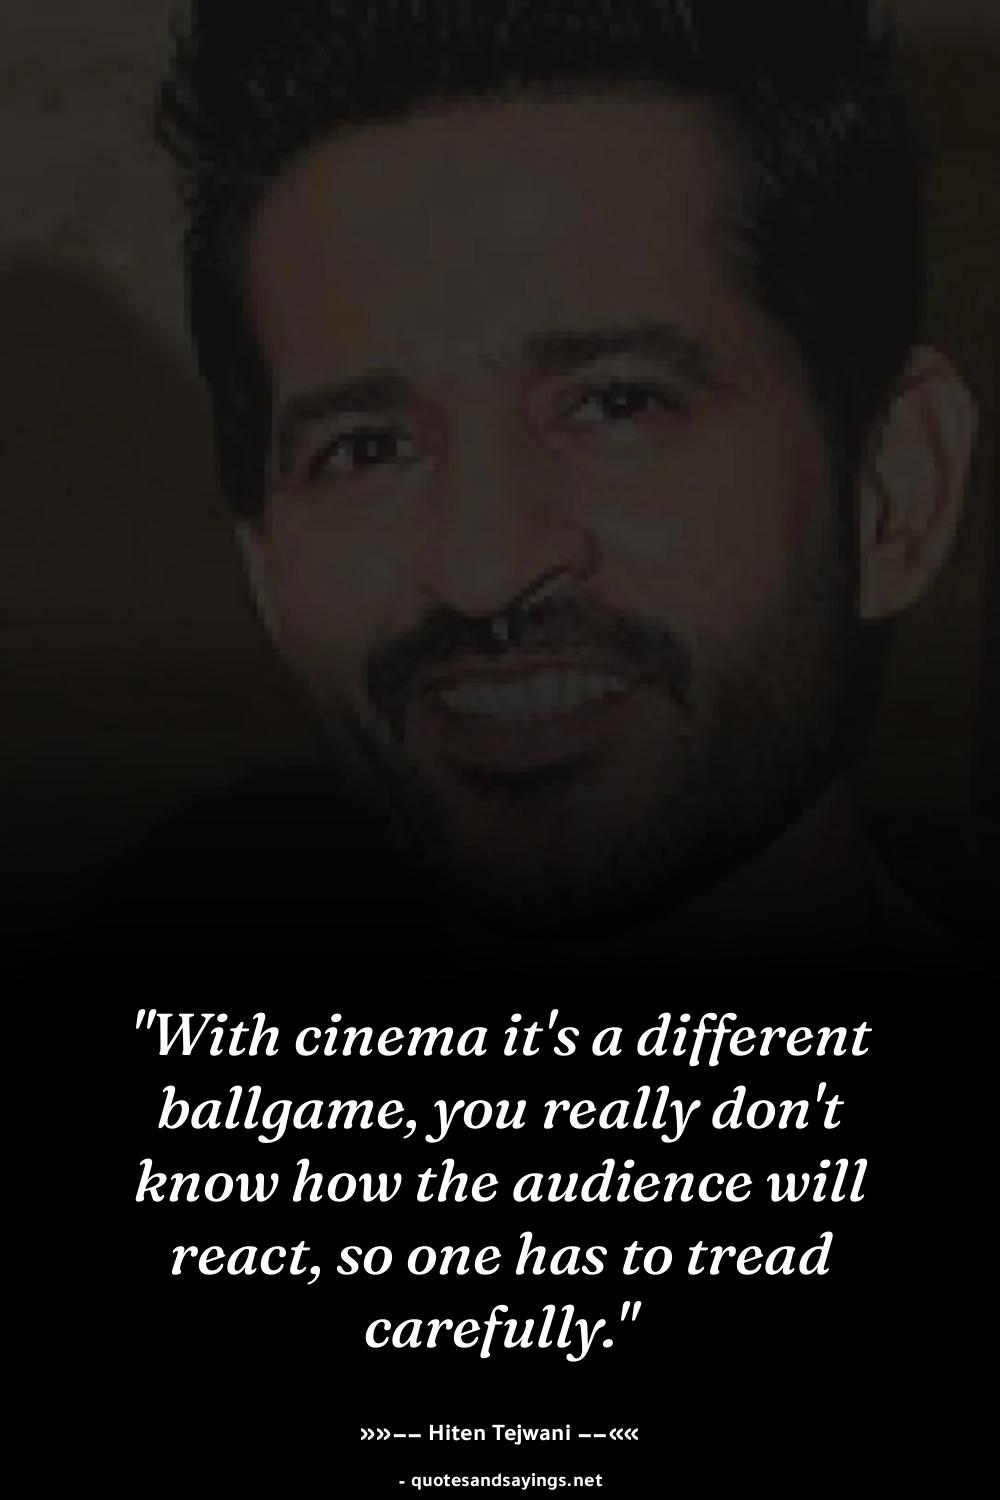 "With cinema it's a different
ballgame, you really don't
know how the audience will
react, so one has to tread
carefully."
»»−− Hiten Tejwani −−««
- quotesandsayings.net